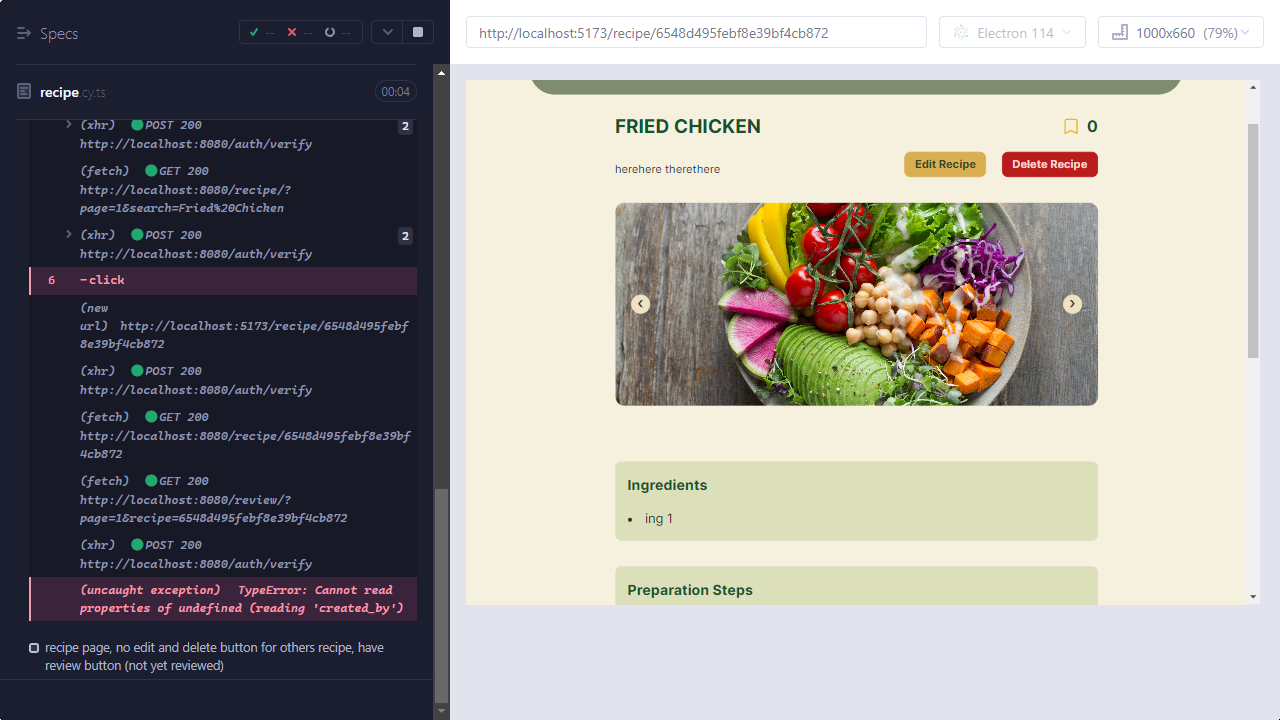 Specs
--
--
--
http://localhost:5173/recipe/6548d495febf8e39bf4cb872
Electron 114
1000x660 (79%)
recipe.cy.ts
00:04
(xhr) POST 200
2
http://localhost:8080/auth/verify
(fetch) GET 200
http://localhost:8080/recipe/?
page=1&search=Fried%20Chicken
(xhr) POST 200
2
http://localhost:8080/auth/verify
6 -click
(new
url) http://localhost:5173/recipe/6548d495febf
8e39bf4cb872
(xhr) POST 200
http://localhost:8080/auth/verify
(fetch) GET 200
http://localhost:8080/recipe/6548d495febf8e39bf
4cb872
(fetch) GET 200
http://localhost:8080/review/?
page=1&recipe=6548d495febf8e39bf4cb872
(xhr) POST 200
http://localhost:8080/auth/verify
(uncaught exception) TypeError: Cannot read
properties of undefined (reading 'created_by')
recipe page, no edit and delete button for others recipe, have
review button (not yet reviewed)
FRIED CHICKEN
0
herehere therethere
Edit Recipe
Delete Recipe
Ingredients
• ing 1
Preparation Steps